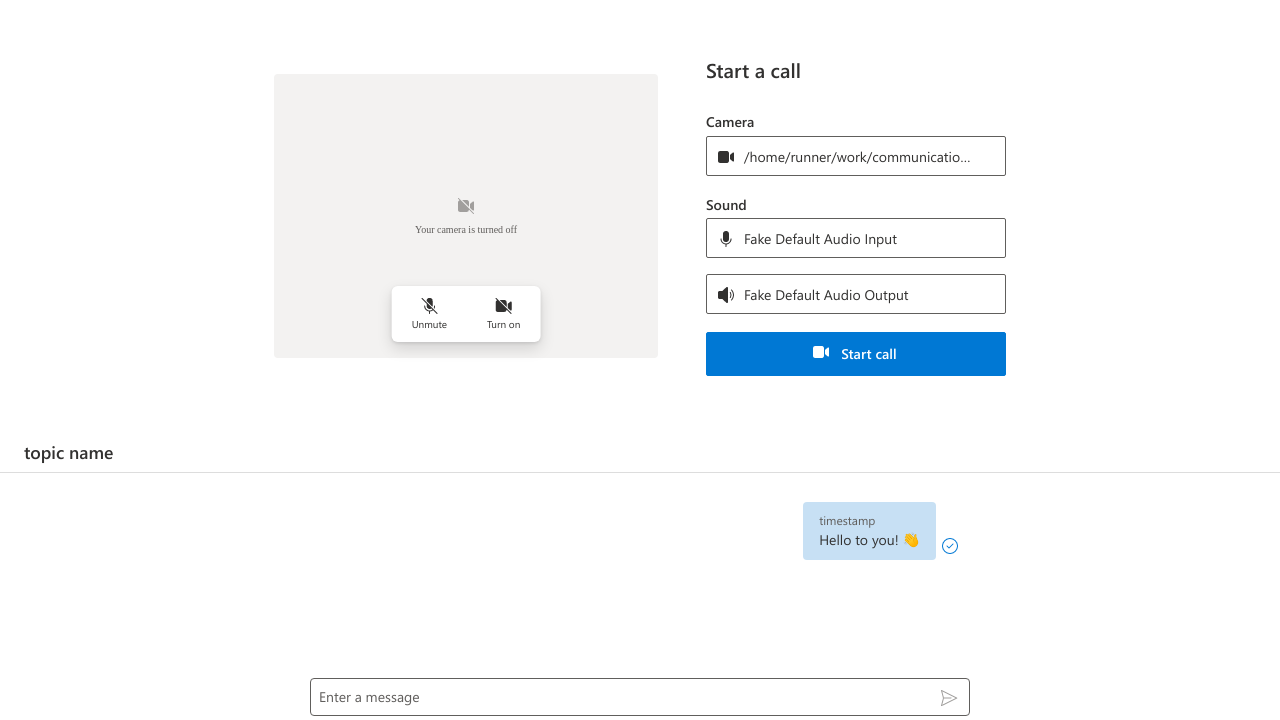 Start a call
Camera
/home/runner/work/communicatio...
Your camera is turned off
Sound
Fake Default Audio Input
Fake Default Audio Output
Unmute
Turn on
Start call
topic name
timestamp
Hello to you! 👋
Enter a message